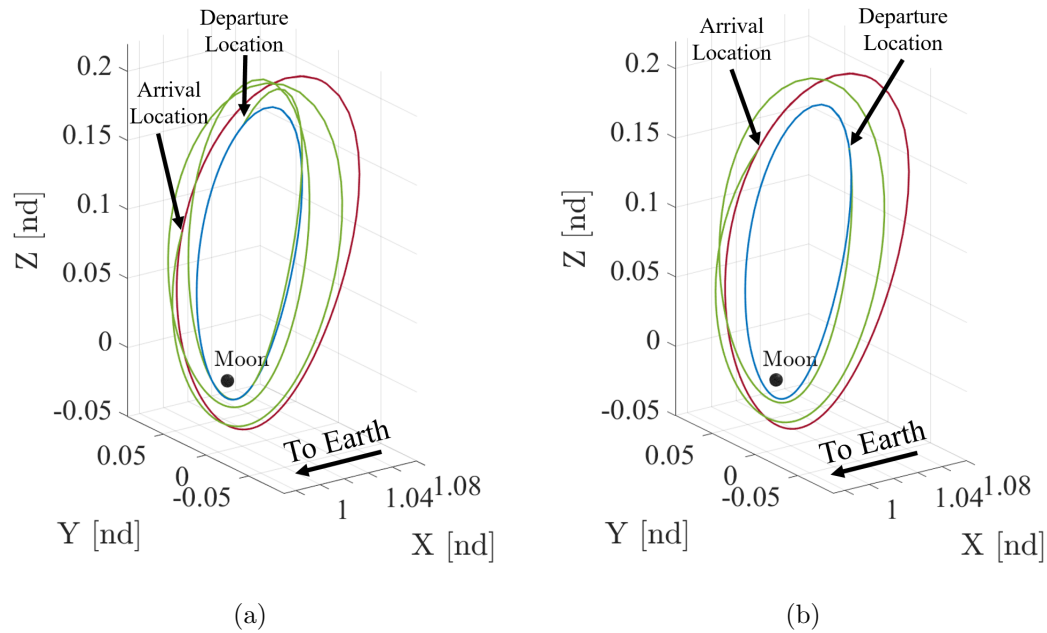 Departure
Location
Arrival
Location
0.2
0.15
0.1
0.05
0
-0.05
Z [nd]
Moon
To Earth
0.05
0
-0.05
Y [nd]
1
1.04
1.08
X [nd]
(a)
Departure
Location
Arrival
Location
0.2
0.15
0.1
0.05
0
-0.05
Z [nd]
Moon
To Earth
0.05
0
-0.05
Y [nd]
1
1.04
1.08
X [nd]
(b)